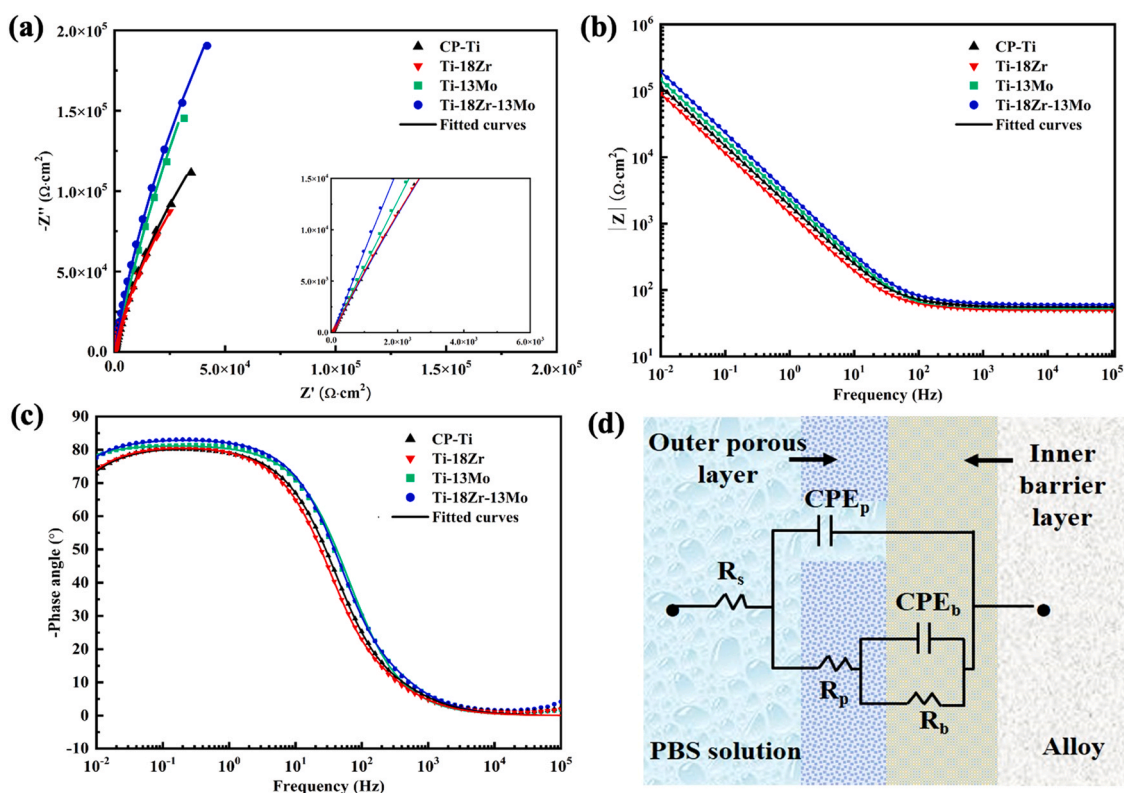 (a)
2.0×10⁵
1.5×10⁵
1.0×10⁵
5.0×10⁴
0.0
-Z'' (Ω·cm²)
CP-Ti
Ti-18Zr
Ti-13Mo
Ti-18Zr-13Mo
Fitted curves
1.5×10⁴
1.0×10⁴
5.0×10³
0.0
0.0 2.0×10³ 4.0×10³ 6.0×10³
0.0 5.0×10⁴ 1.0×10⁵ 1.5×10⁵ 2.0×10⁵
Z' (Ω·cm²)
(b)
10⁶
10⁵
10⁴
10³
10²
10¹
|Z| (Ω·cm²)
CP-Ti
Ti-18Zr
Ti-13Mo
Ti-18Zr-13Mo
Fitted curves
10⁻² 10⁻¹ 10⁰ 10¹ 10² 10³ 10⁴ 10⁵
Frequency (Hz)
(c)
90
80
70
60
50
40
30
20
10
0
-10
-Phase angle (°)
CP-Ti
Ti-18Zr
Ti-13Mo
Ti-18Zr-13Mo
Fitted curves
10⁻² 10⁻¹ 10⁰ 10¹ 10² 10³ 10⁴ 10⁵
Frequency (Hz)
(d)
Outer porous
layer
Inner
barrier
layer
CPEₚ
Rₛ
CPE_b
Rₚ
R_b
PBS solution
Alloy